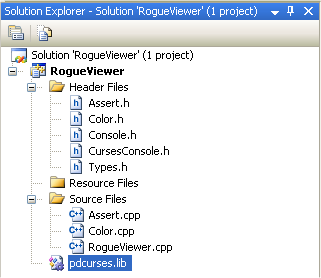 Solution Explorer - Solution 'RogueViewer' (1 project)
Solution 'RogueViewer' (1 project)
RogueViewer
Header Files
Assert.h
Color.h
Console.h
CursesConsole.h
Types.h
Resource Files
Source Files
Assert.cpp
Color.cpp
RogueViewer.cpp
pdcurses.lib